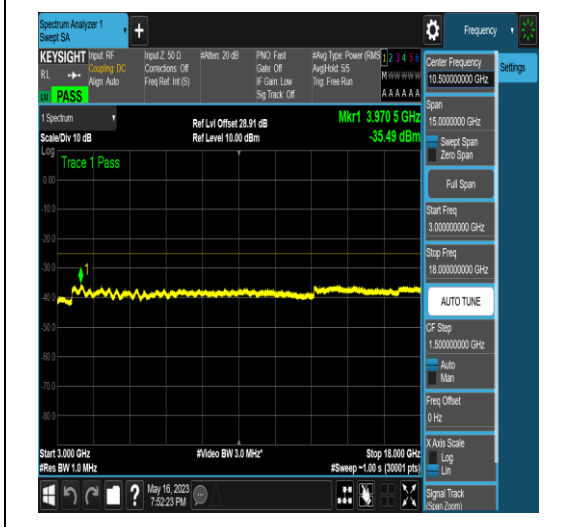 Spectrum Analyzer 1
Swept SA
+
Frequency
KEYSIGHT
RL
PASS
Input: RF
Coupling: DC
Align: Auto
Input Z: 50 Ω
Corrections: Off
Freq Ref: Int (S)
#Atten: 20 dB
PNO: Fast
Gate: Off
IF Gain: Low
Sig Track: Off
#Avg Type: Power (RMS
Avg|Hold: 5/5
Trig: Free Run
1 2 3 4 5 6
M W W W W W
A A A A A A
1 Spectrum
Scale/Div 10 dB
Ref Lvl Offset 28.91 dB
Ref Level 10.00 dBm
Mkr1 3.970 5 GHz
-35.49 dBm
Log
Trace 1 Pass
0.00
-10.0
-20.0
-30.0
-40.0
-50.0
-60.0
-70.0
-80.0
1
Start 3.000 GHz
#Res BW 1.0 MHz
#Video BW 3.0 MHz*
Stop 18.000 GHz
#Sweep ~1.00 s (30001 pts)
Settings
Center Frequency
10.500000000 GHz
Span
15.0000000 GHz
Swept Span
Zero Span
Full Span
Start Freq
3.000000000 GHz
Stop Freq
18.000000000 GHz
AUTO TUNE
CF Step
1.500000000 GHz
Auto
Man
Freq Offset
0 Hz
X Axis Scale
Log
Lin
Signal Track
(Span Zoom)
?
May 16, 2023
7:52:23 PM